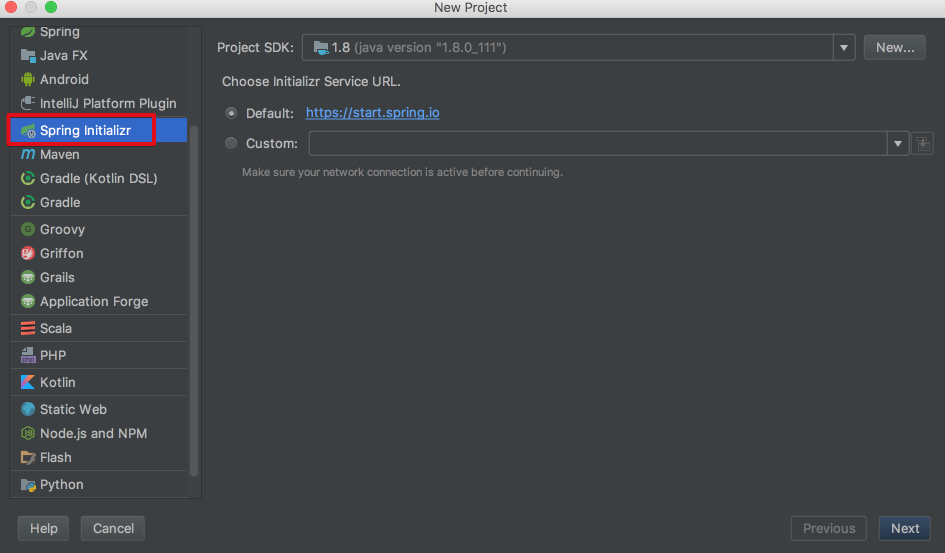 New Project
Spring
Java FX
Android
IntelliJ Platform Plugin
Spring Initializr
Maven
Gradle (Kotlin DSL)
Gradle
Groovy
Griffon
Grails
Application Forge
Scala
PHP
Kotlin
Static Web
Node.js and NPM
Flash
Python
Project SDK: 1.8 (java version "1.8.0_111") New...
Choose Initializr Service URL.
Default: https://start.spring.io
Custom:
Make sure your network connection is active before continuing.
Help Cancel Previous Next